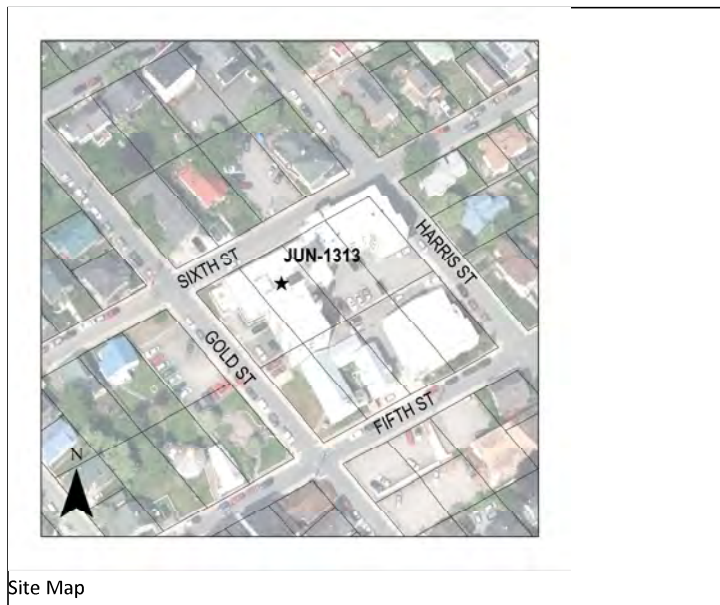 JUN-1313
SIXTH ST
HARRIS ST
GOLD ST
FIFTH ST
N
Site Map